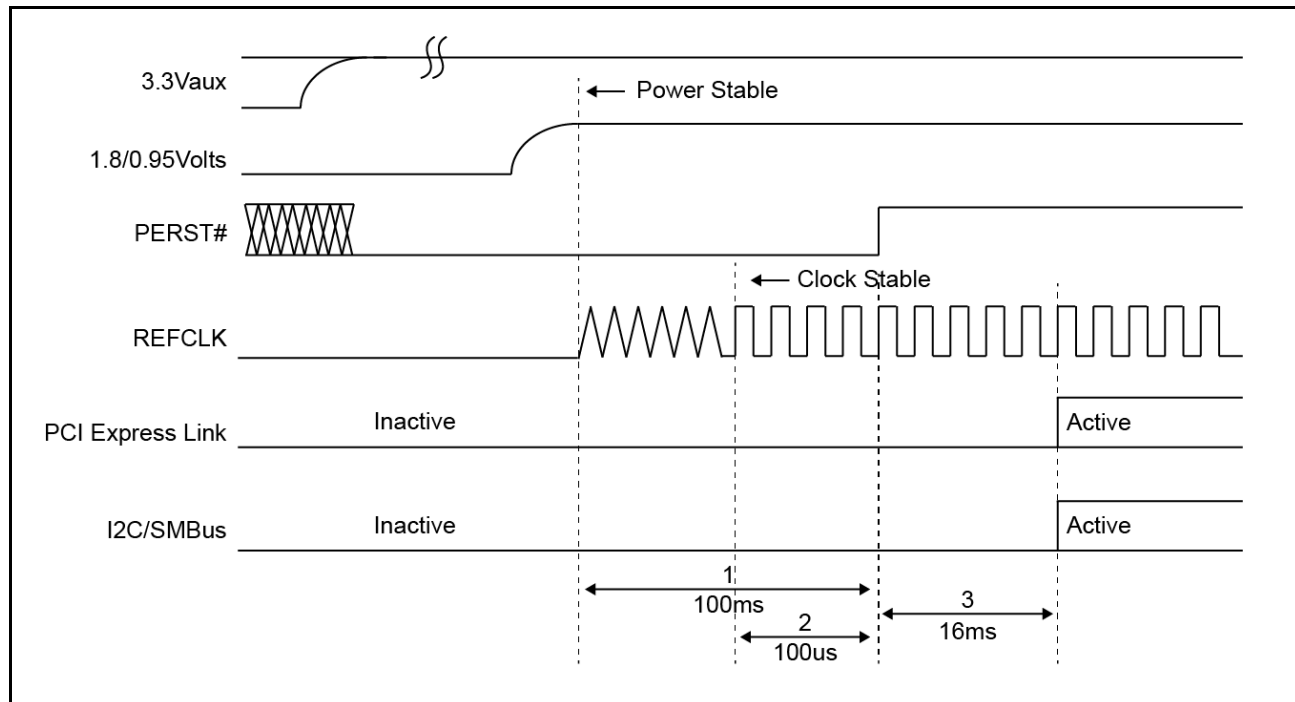 3.3Vaux
Power Stable
1.8/0.95Volts
PERST#
Clock Stable
REFCLK
Inactive
PCI Express Link
Active
Inactive
I2C/SMBus
Active
1
100ms
3
16ms
2
100us